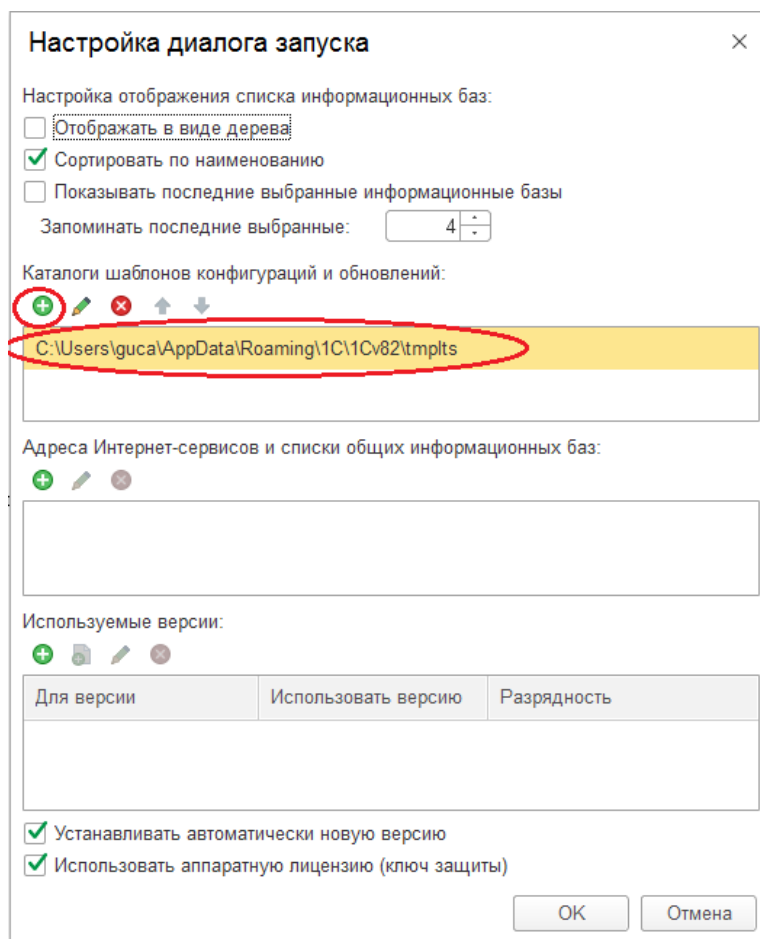 Настройка диалога запуска
Настройка отображения списка информационных баз:
Отображать в виде дерева
Сортировать по наименованию
Показывать последние выбранные информационные базы
Запоминать последние выбранные: 4
Каталоги шаблонов конфигураций и обновлений:
C:\Users\guca\AppData\Roaming\1C\1Cv82\tmplts
Адреса Интернет-сервисов и списки общих информационных баз:
Используемые версии:
Для версии Использовать версию Разрядность
Устанавливать автоматически новую версию
Использовать аппаратную лицензию (ключ защиты)
OK Отмена